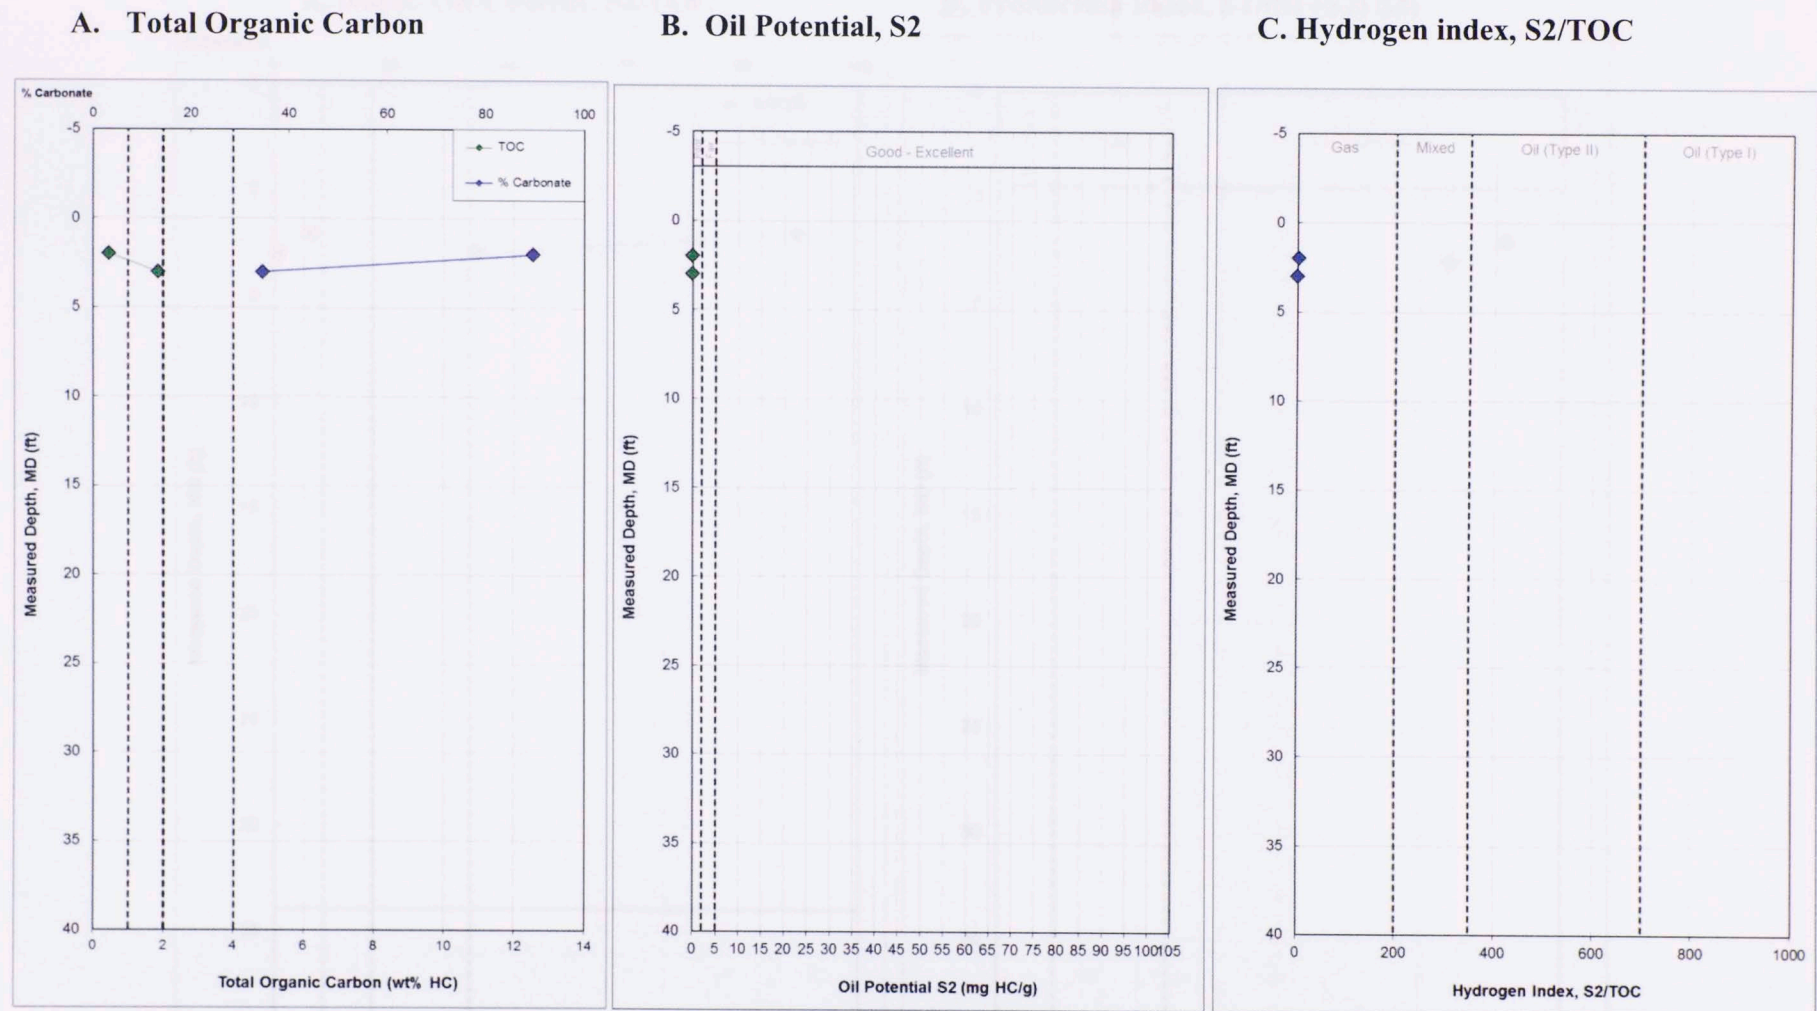 A. Total Organic Carbon
B. Oil Potential, S2
C. Hydrogen index, S2/TOC
% Carbonate
0 20 40 60 80 100
TOC
% Carbonate
-5
0
5
10
15
20
25
30
35
40
Measured Depth, MD (ft)
0 2 4 6 8 10 12 14
Total Organic Carbon (wt% HC)
Good - Excellent
-5
0
5
10
15
20
25
30
35
40
Measured Depth, MD (ft)
0 5 10 15 20 25 30 35 40 45 50 55 60 65 70 75 80 85 90 95 100 105
Oil Potential S2 (mg HC/g)
Gas Mixed Oil (Type II) Oil (Type I)
-5
0
5
10
15
20
25
30
35
40
Measured Depth, MD (ft)
0 200 400 600 800 1000
Hydrogen Index, S2/TOC